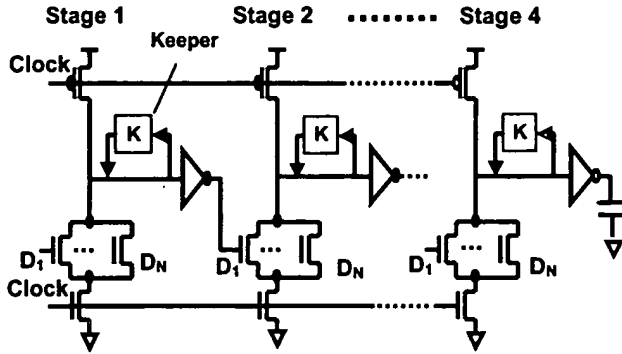 Stage 1
Stage 2
Stage 4
Keeper
Clock
K
K
K
D1
DN
D1
DN
D1
DN
Clock